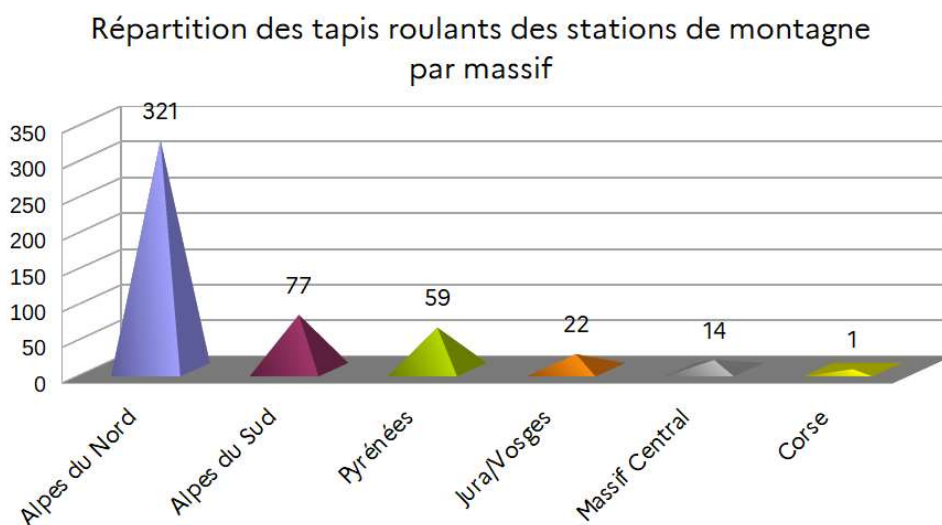 Répartition des tapis roulants des stations de montagne
par massif
321
350
300
250
200
150
100
50
0
77
59
22
14
1
Alpes du Nord
Alpes du Sud
Pyrénées
Jura/Vosges
Massif Central
Corse